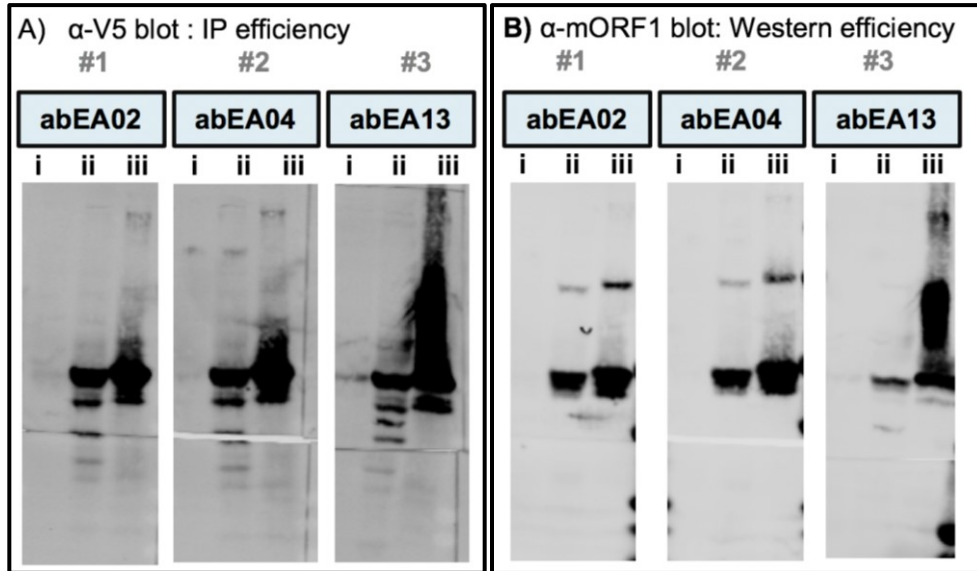 A) α-V5 blot : IP efficiency
#1 #2 #3
abEA02 abEA04 abEA13
i ii iii i ii iii i ii iii
B) α-mORF1 blot: Western efficiency
#1 #2 #3
abEA02 abEA04 abEA13
i ii iii i ii iii i ii iii